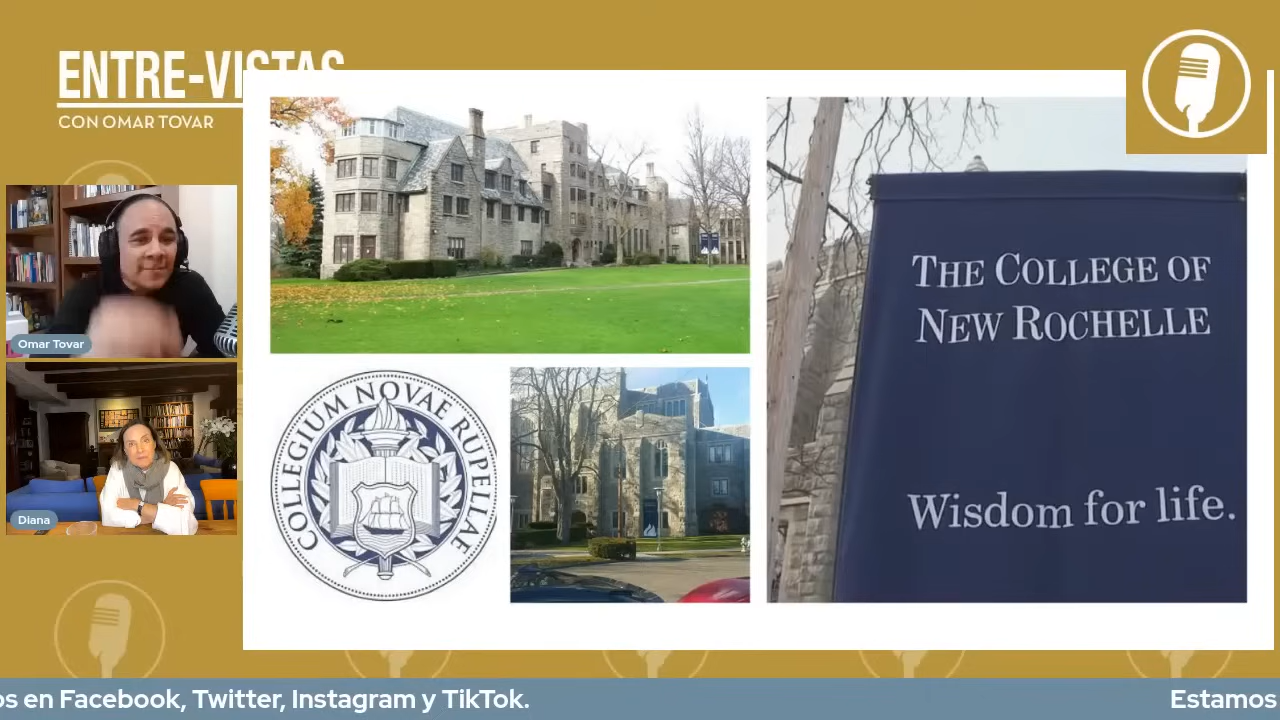 ENTRE-VISTAS
CON OMAR TOVAR
Omar Tovar
Diana
COLLEGIUM NOVAE RUPELLAE
THE COLLEGE OF
NEW ROCHELLE
Wisdom for life.
os en Facebook, Twitter, Instagram y TikTok.
Estamos